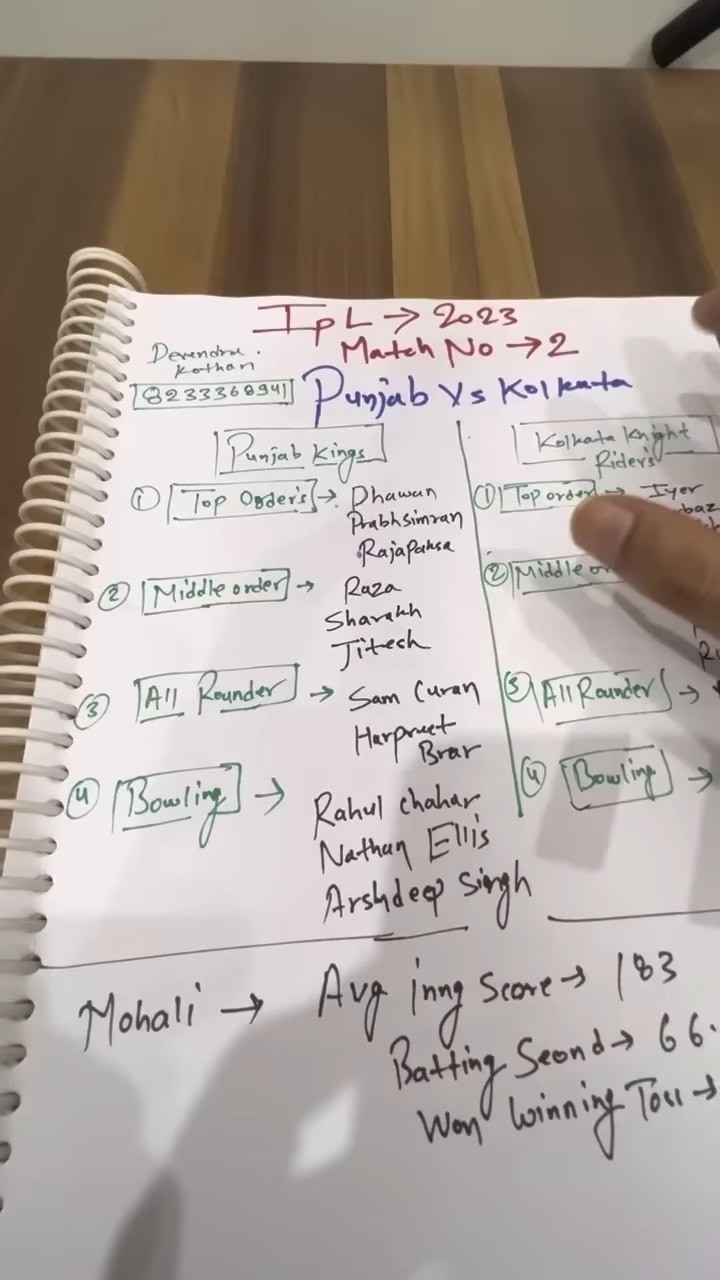 IPL → 2023
Match No → 2
Devendra Kothari
8233368941
Punjab Vs Kolkata
Punjab Kings
① Top Order's → Dhawan
Prabhsimran
Rajapaksa
② Middle order → Raza
Sharukh
Jitesh
③ All Rounder → Sam Curan
Harpreet
Brar
④ Bowling → Rahul Chahar
Nathan Ellis
Arshdeep Singh
Kolkata Knight
Rider's
① Top order → Iyer
② Middle
③ All Rounder →
④ Bowling →
Mohali → Avg inng Score → 183
Batting Seond → 66.
Won winning Toss →